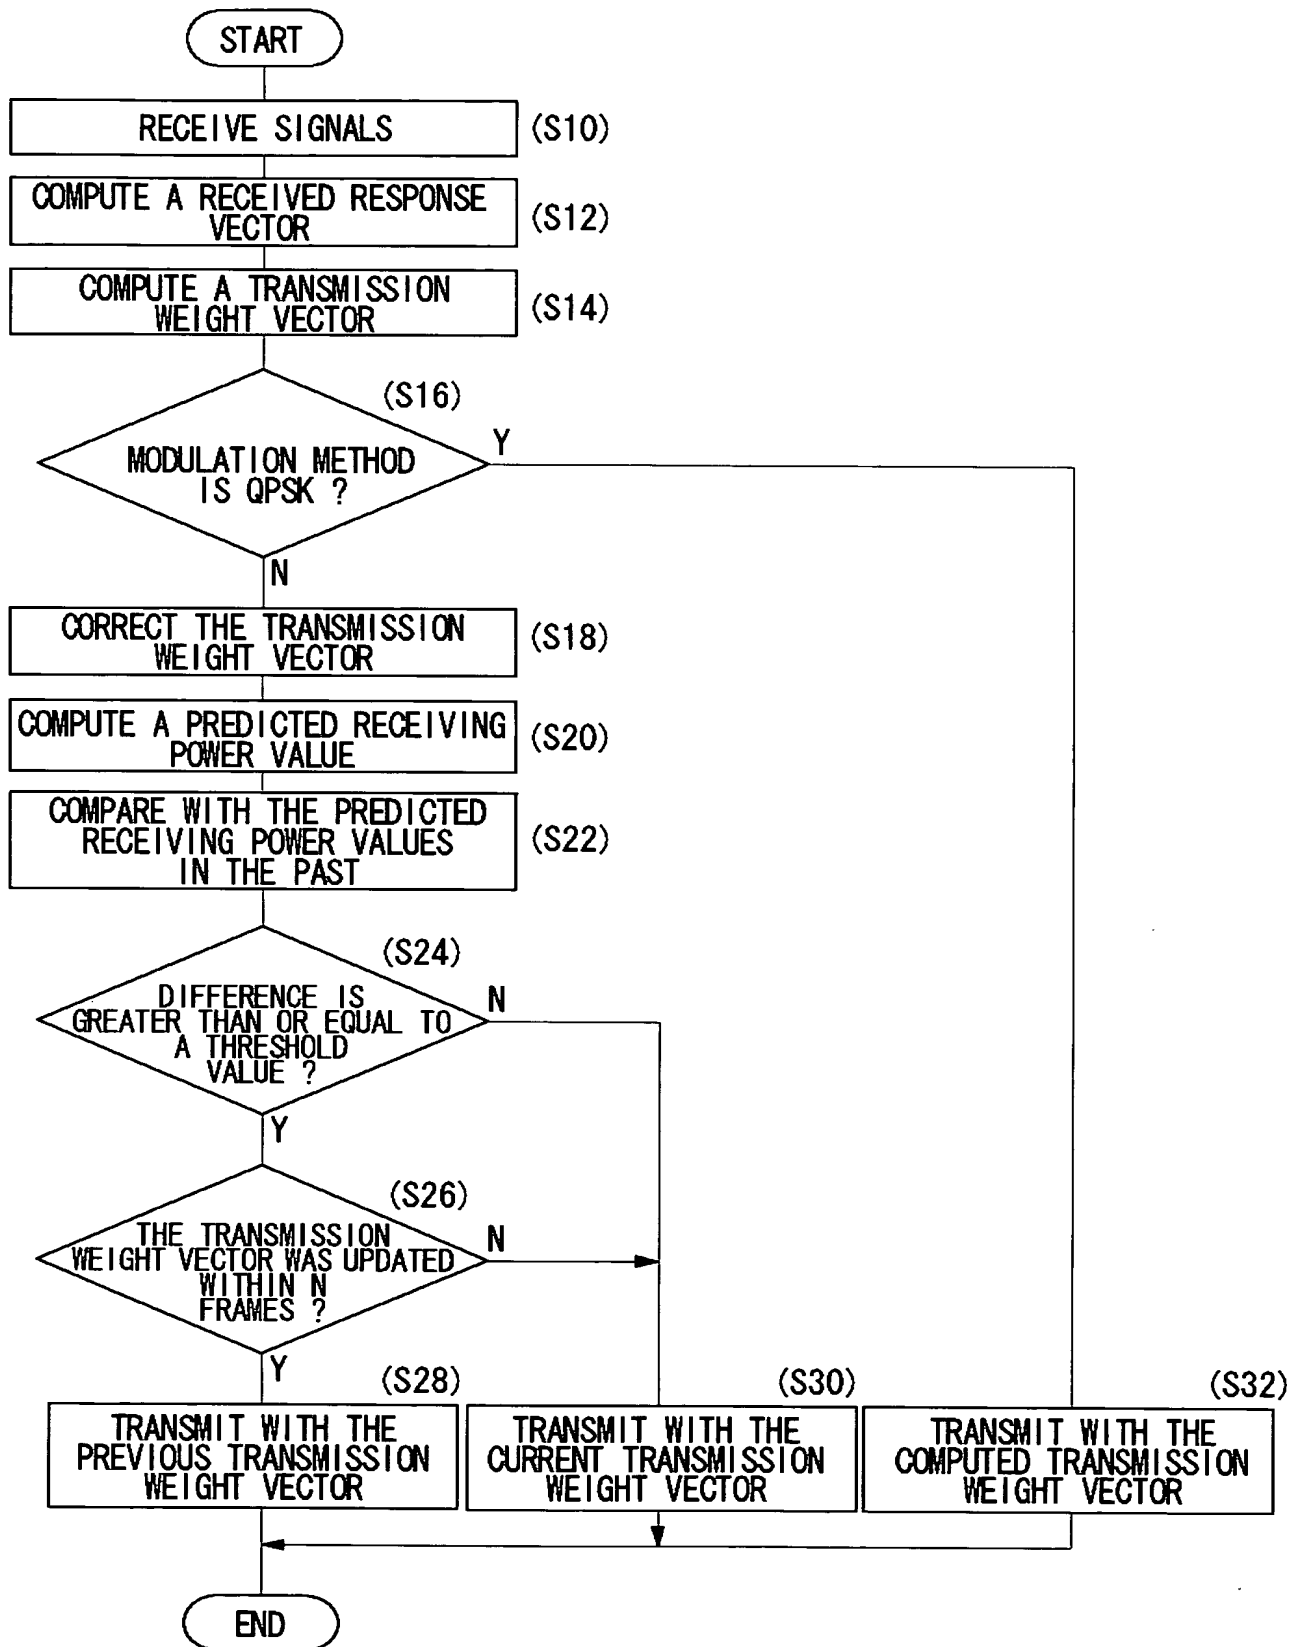 START
RECEIVE SIGNALS
(S10)
COMPUTE A RECEIVED RESPONSE
VECTOR
(S12)
COMPUTE A TRANSMISSION
WEIGHT VECTOR
(S14)
(S16)
MODULATION METHOD
IS QPSK ?
Y
N
CORRECT THE TRANSMISSION
WEIGHT VECTOR
(S18)
COMPUTE A PREDICTED RECEIVING
POWER VALUE
(S20)
COMPARE WITH THE PREDICTED
RECEIVING POWER VALUES
IN THE PAST
(S22)
(S24)
DIFFERENCE IS
GREATER THAN OR EQUAL TO
A THRESHOLD
VALUE ?
N
Y
(S26)
THE TRANSMISSION
WEIGHT VECTOR WAS UPDATED
WITHIN N
FRAMES ?
N
Y
(S28)
TRANSMIT WITH THE
PREVIOUS TRANSMISSION
WEIGHT VECTOR
(S30)
TRANSMIT WITH THE
CURRENT TRANSMISSION
WEIGHT VECTOR
(S32)
TRANSMIT WITH THE
COMPUTED TRANSMISSION
WEIGHT VECTOR
END